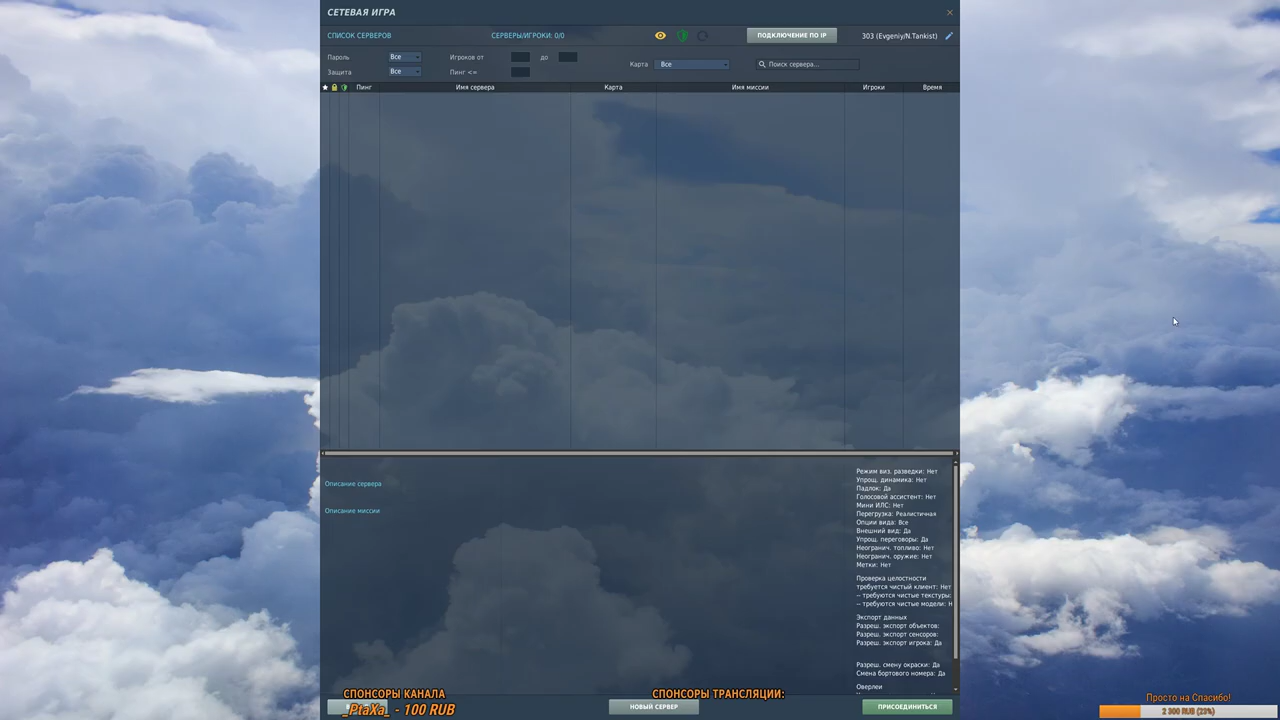 СЕТЕВАЯ ИГРА
СПИСОК СЕРВЕРОВ
СЕРВЕРЫ/ИГРОКИ: 0/0
ПОДКЛЮЧЕНИЕ ПО IP
303 (Evgeniy/N.Tankist)
Пароль
Все
Игроков от
до
Защита
Все
Пинг <=
Карта
Все
Поиск сервера...
Пинг
Имя сервера
Карта
Имя миссии
Игроки
Время
Описание сервера
Описание миссии
Режим виз. разведки: Нет
Упрощ. динамика: Нет
Падлок: Да
Голосовой ассистент: Нет
Мини ИЛС: Нет
Перегрузка: Реалистичная
Опции вида: Все
Внешний вид: Да
Упрощ. переговоры: Да
Неогранич. топливо: Нет
Неогранич. оружие: Нет
Метки: Нет
Проверка целостности
требуется чистый клиент: Нет
-- требуются чистые текстуры:
-- требуются чистые модели: Н
Экспорт данных
Разреш. экспорт объектов:
Разреш. экспорт сенсоров:
Разреш. экспорт игрока: Да
Разреш. смену окраски: Да
Смена бортового номера: Да
Оверлеи
СПОНСОРЫ КАНАЛА
_PtaXa_ - 100 RUB
СПОНСОРЫ ТРАНСЛЯЦИИ:
НОВЫЙ СЕРВЕР
ПРИСОЕДИНИТЬСЯ
Просто на Спасибо!
2 300 RUB (23%)